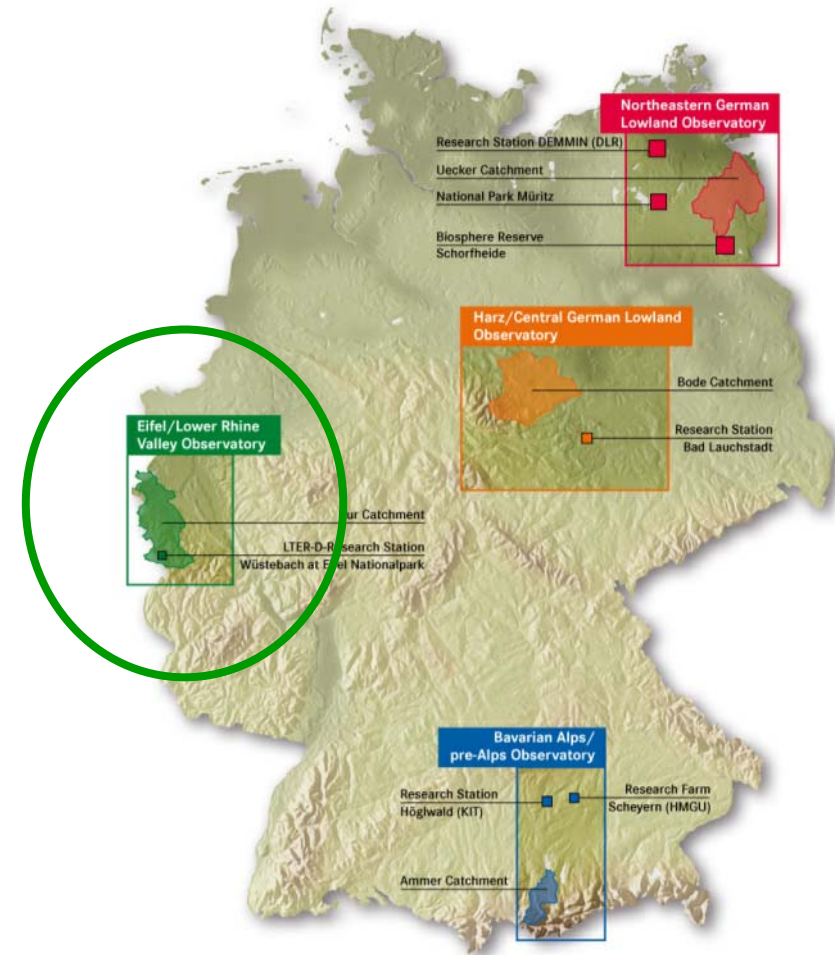 Northeastern German
Lowland Observatory
Research Station DEMMIN (DLR)
Uecker Catchment
National Park Müritz
Biosphere Reserve
Schorfheide
Harz/Central German Lowland
Observatory
Bode Catchment
Research Station
Bad Lauchstadt
Eifel/Lower Rhine
Valley Observatory
ur Catchment
LTER-D-Research Station
Wüstebach at Eifel Nationalpark
Bavarian Alps/
pre-Alps Observatory
Research Station
Höglwald (KIT)
Research Farm
Scheyern (HMGU)
Ammer Catchment